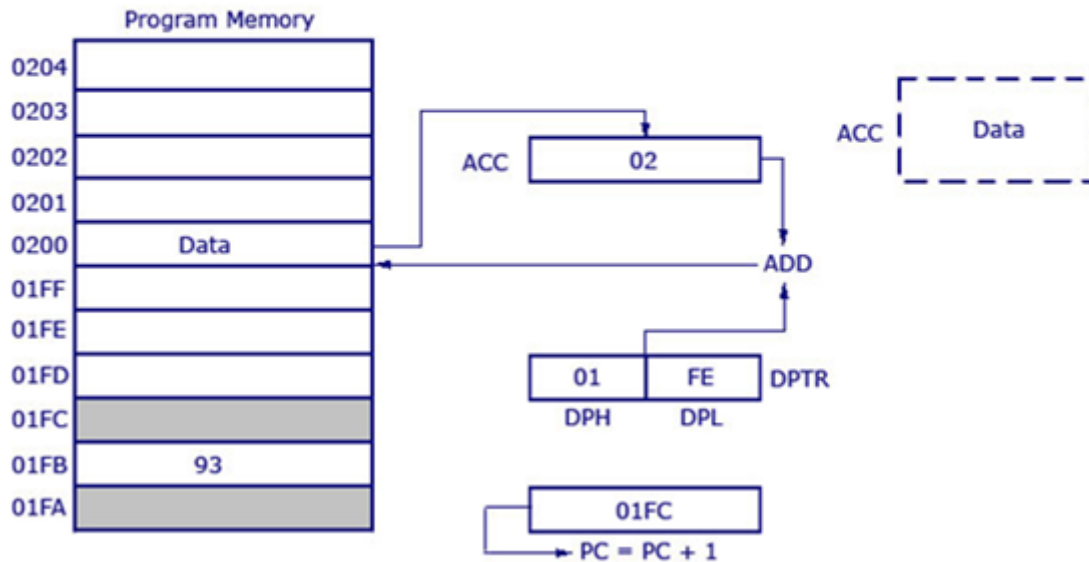 Program Memory
0204
0203
0202
0201
0200 Data
01FF
01FE
01FD
01FC
01FB 93
01FA
ACC 02
ADD
01 FE DPTR
DPH DPL
01FC
PC = PC + 1
ACC Data